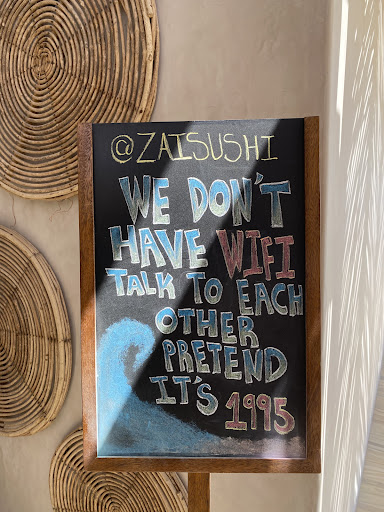 @ZAISUSHI
WE DON'T
HAVE WIFI
TALK TO EACH
OTHER
PRETEND
IT'S 1995